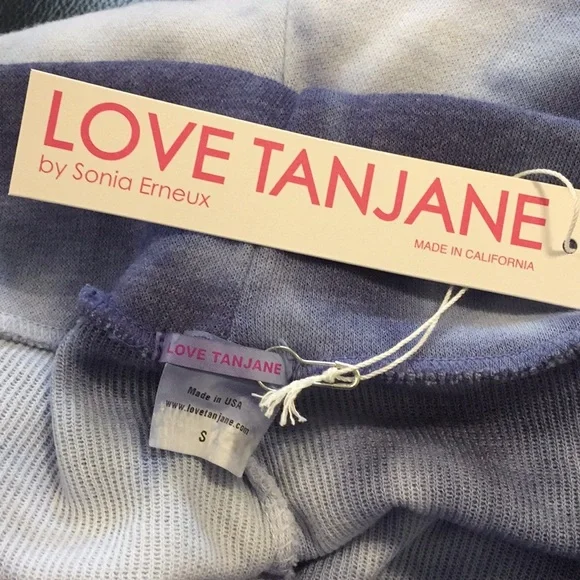 LOVE TANJANE
by Sonia Erneux
MADE IN CALIFORNIA
LOVE TANJANE
Made in USA
www.lovetanjane.com
S